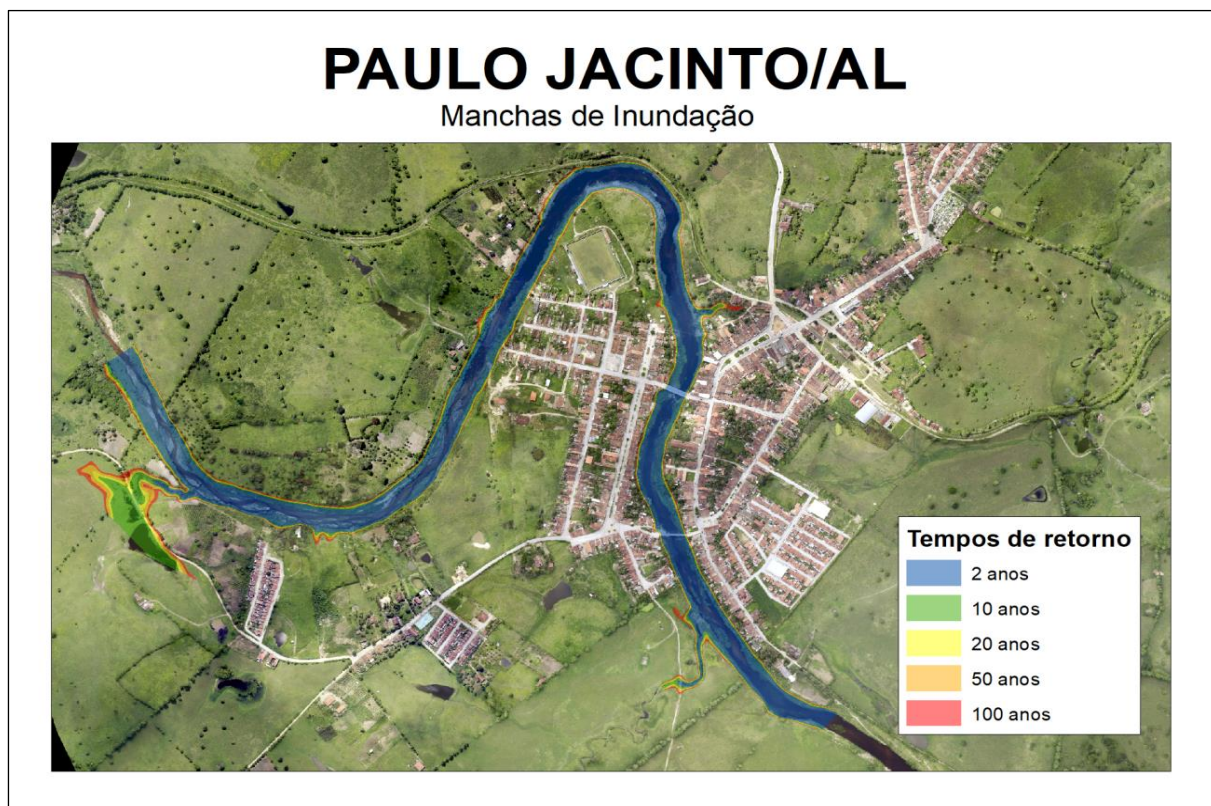 PAULO JACINTO/AL
Manchas de Inundação
Tempos de retorno
2 anos
10 anos
20 anos
50 anos
100 anos